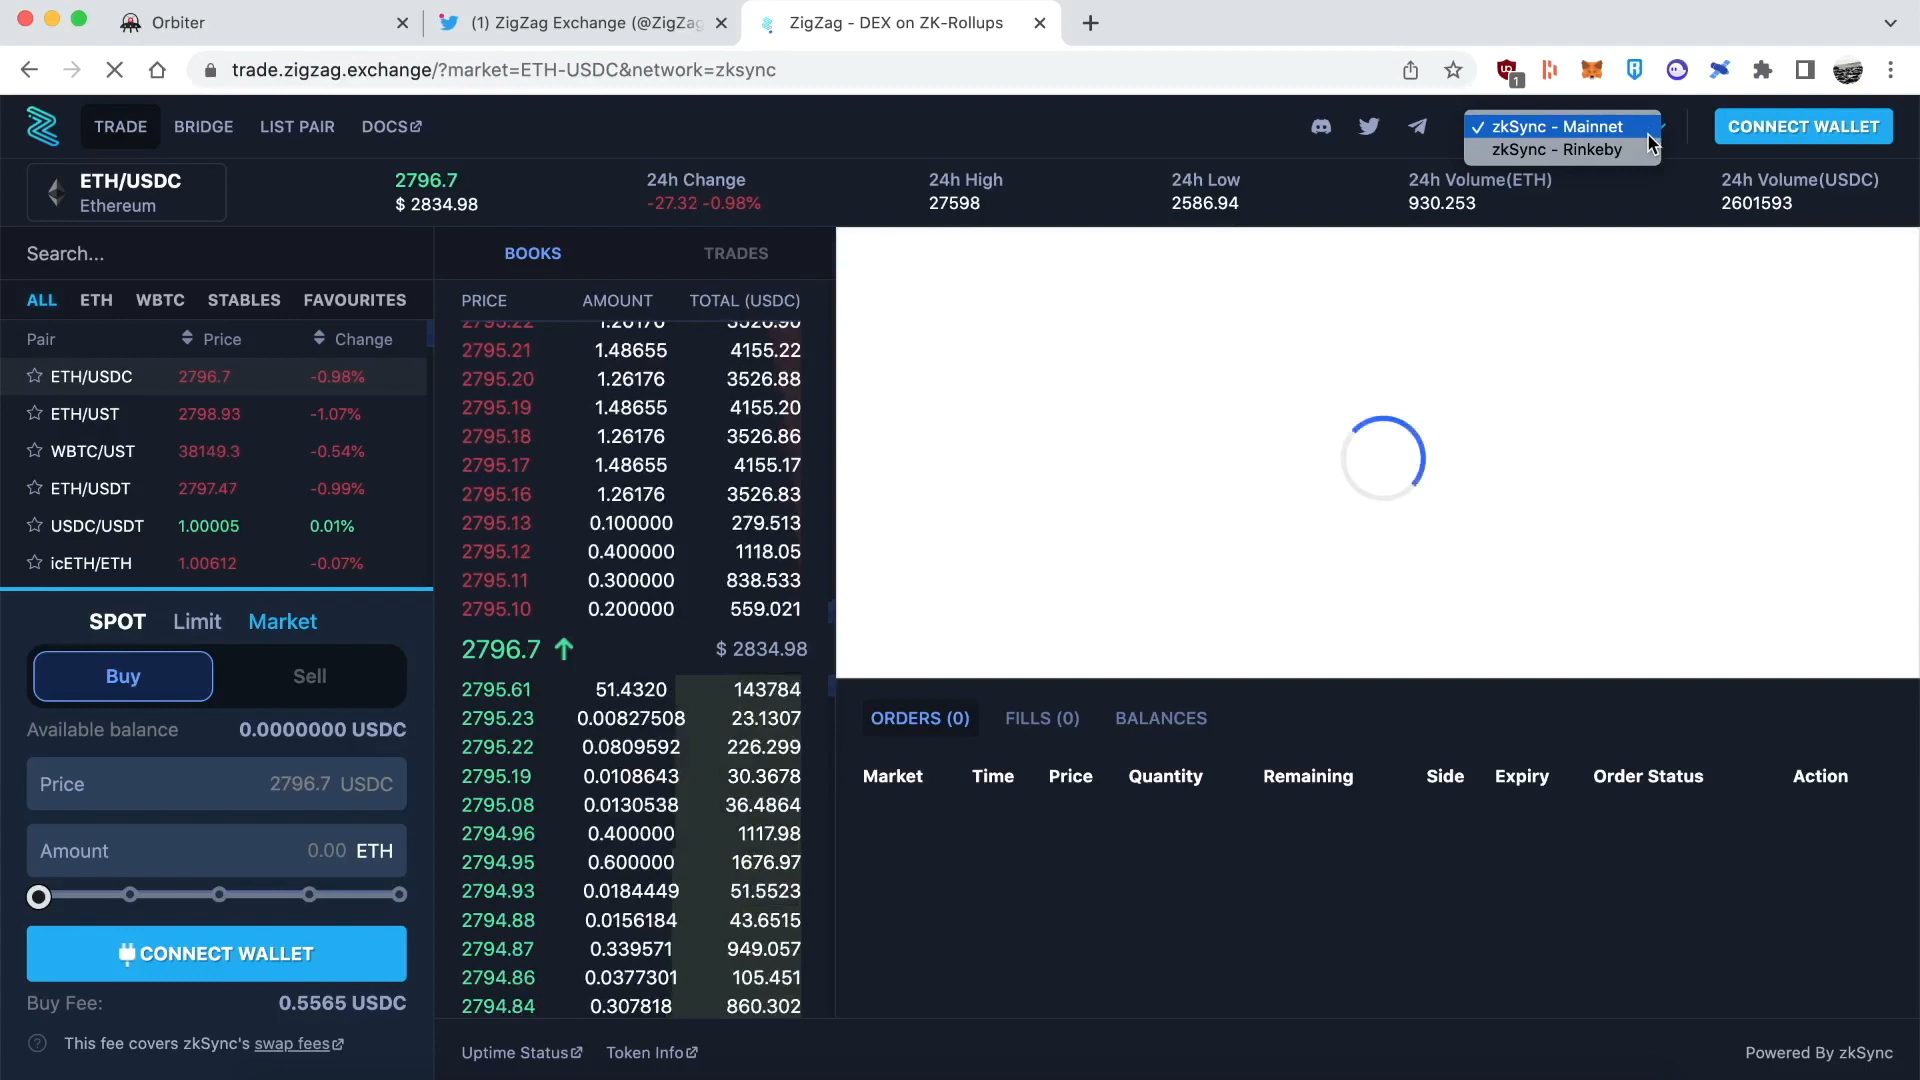 Orbiter
(1) ZigZag Exchange (@ZigZag
ZigZag - DEX on ZK-Rollups
trade.zigzag.exchange/?market=ETH-USDC&network=zksync
1
TRADE BRIDGE LIST PAIR DOCS
zkSync - Mainnet
zkSync - Rinkeby
CONNECT WALLET
ETH/USDC
Ethereum
2796.7
$ 2834.98
24h Change
-27.32 -0.98%
24h High
27598
24h Low
2586.94
24h Volume(ETH)
930.253
24h Volume(USDC)
2601593
Search...
ALL ETH WBTC STABLES FAVOURITES
Pair Price Change
ETH/USDC 2796.7 -0.98%
ETH/UST 2798.93 -1.07%
WBTC/UST 38149.3 -0.54%
ETH/USDT 2797.47 -0.99%
USDC/USDT 1.00005 0.01%
icETH/ETH 1.00612 -0.07%
SPOT Limit Market
Buy Sell
Available balance 0.0000000 USDC
Price 2796.7 USDC
Amount 0.00 ETH
CONNECT WALLET
Buy Fee: 0.5565 USDC
This fee covers zkSync's swap fees
BOOKS TRADES
PRICE AMOUNT TOTAL (USDC)
2795.22 1.26176 3526.90
2795.21 1.48655 4155.22
2795.20 1.26176 3526.88
2795.19 1.48655 4155.20
2795.18 1.26176 3526.86
2795.17 1.48655 4155.17
2795.16 1.26176 3526.83
2795.13 0.100000 279.513
2795.12 0.400000 1118.05
2795.11 0.300000 838.533
2795.10 0.200000 559.021
2796.7 $ 2834.98
2795.61 51.4320 143784
2795.23 0.00827508 23.1307
2795.22 0.0809592 226.299
2795.19 0.0108643 30.3678
2795.08 0.0130538 36.4864
2794.96 0.400000 1117.98
2794.95 0.600000 1676.97
2794.93 0.0184449 51.5523
2794.88 0.0156184 43.6515
2794.87 0.339571 949.057
2794.86 0.0377301 105.451
2794.84 0.307818 860.302
ORDERS (0) FILLS (0) BALANCES
Market Time Price Quantity Remaining Side Expiry Order Status Action
Uptime Status Token Info
Powered By zkSync